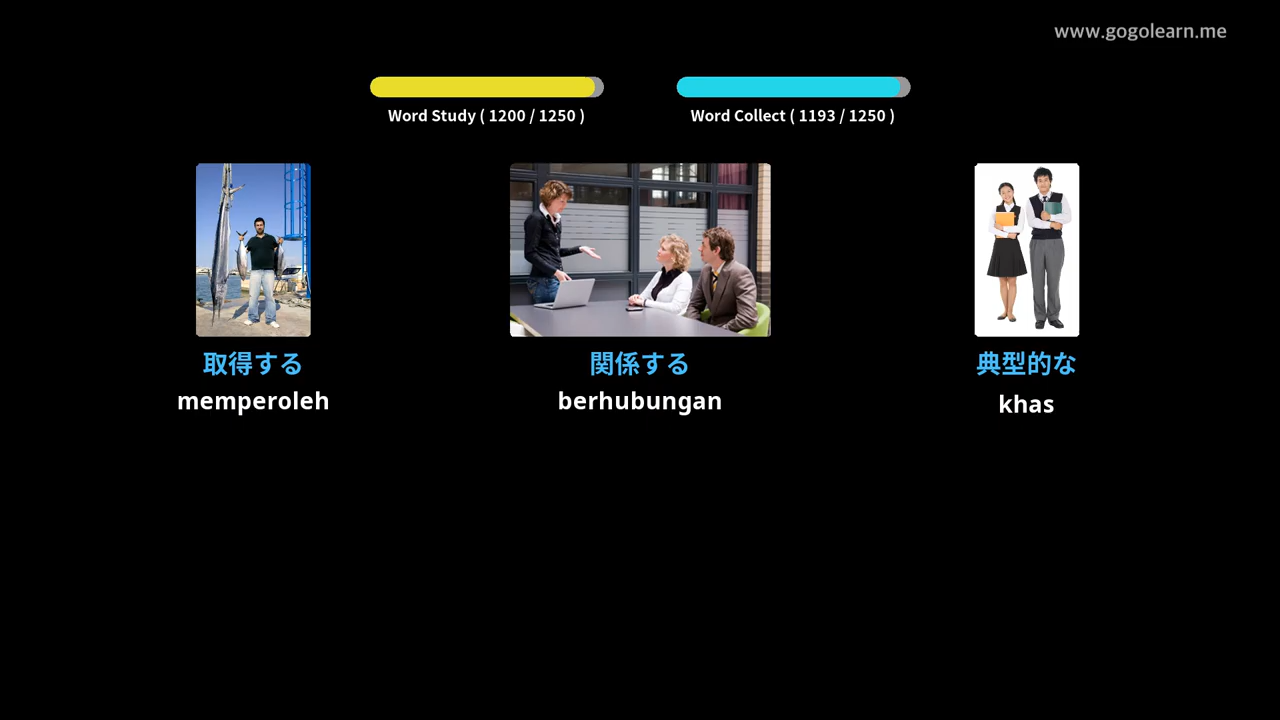 www.gogolearn.me
Word Study ( 1200 / 1250 )
Word Collect ( 1193 / 1250 )
取得する
memperoleh
関係する
berhubungan
典型的な
khas